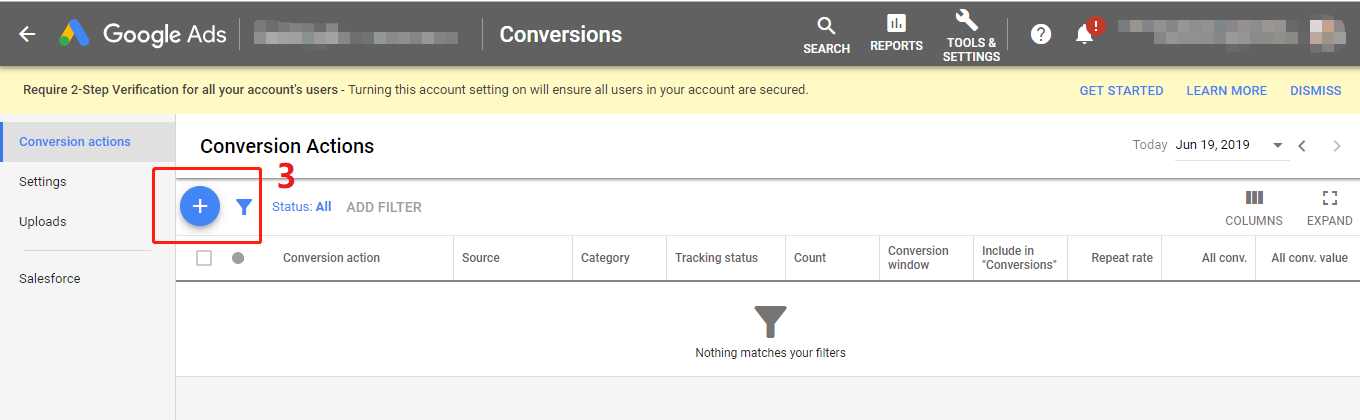 Google Ads
Conversions
SEARCH
REPORTS
TOOLS &
SETTINGS
?
!
Require 2-Step Verification for all your account's users - Turning this account setting on will ensure all users in your account are secured.
GET STARTED
LEARN MORE
DISMISS
Conversion actions
Settings
Uploads
Salesforce
Conversion Actions
Today Jun 19, 2019
3
Status: All
ADD FILTER
COLUMNS
EXPAND
Conversion action
Source
Category
Tracking status
Count
Conversion
window
Include in
"Conversions"
Repeat rate
All conv.
All conv. value
Nothing matches your filters